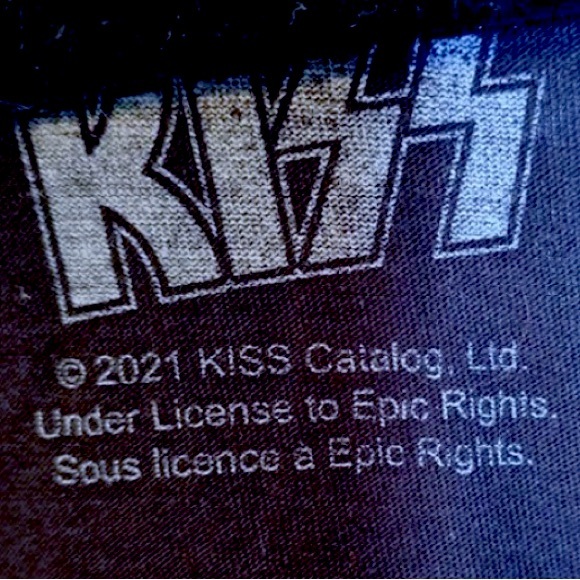 KISS
© 2021 KISS Catalog, Ltd.
Under License to Epic Rights.
Sous licence à Epic Rights.